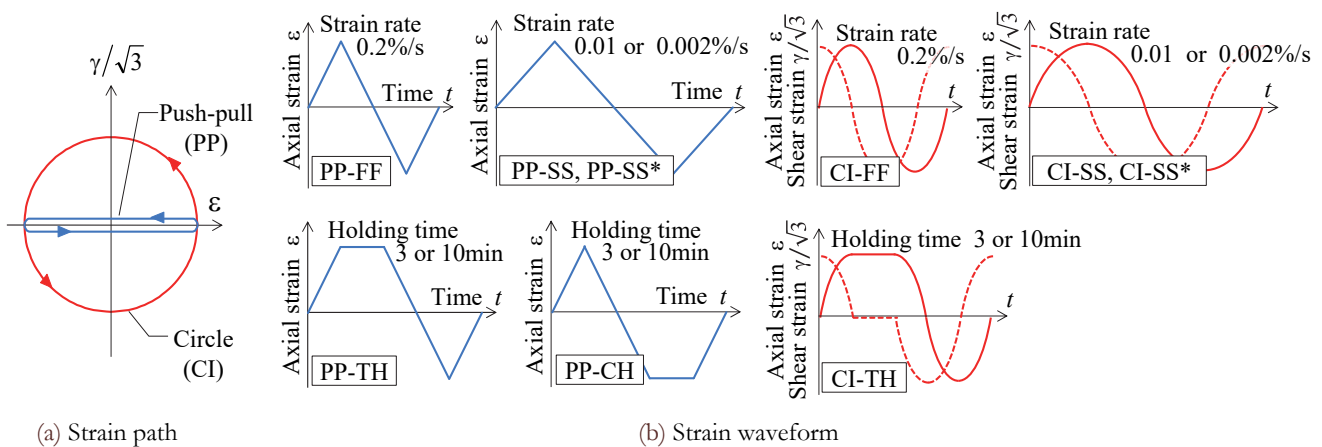 γ/√3
Push-pull
(PP)
ε
Circle
(CI)
(a) Strain path
Axial strain ε
Strain rate
0.2%/s
Time t
PP-FF
Axial strain ε
Strain rate
0.01 or 0.002%/s
Time t
PP-SS, PP-SS*
Axial strain ε
Shear strain γ/√3
Strain rate
0.2%/s
t
CI-FF
Axial strain ε
Shear strain γ/√3
Strain rate
0.01 or 0.002%/s
t
CI-SS, CI-SS*
Axial strain ε
Holding time
3 or 10min
Time t
PP-TH
Axial strain ε
Holding time
3 or 10min
Time t
PP-CH
Axial strain ε
Shear strain γ/√3
Holding time 3 or 10min
t
CI-TH
(b) Strain waveform